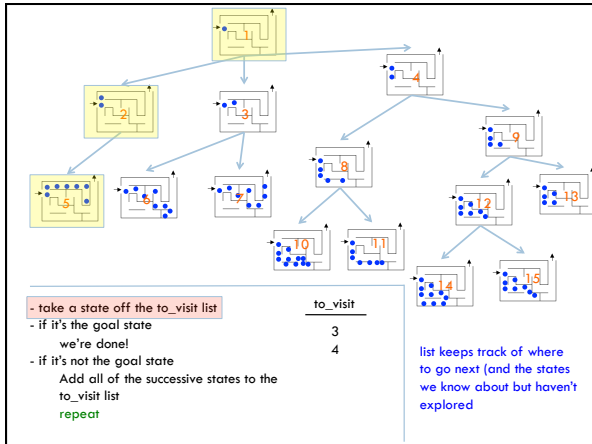 1
4
2
3
9
8
5
6
7
12
13
10
11
14
15
- take a state off the to_visit list
- if it's the goal state
we're done!
- if it's not the goal state
Add all of the successive states to the
to_visit list
repeat
to_visit
3
4
list keeps track of where
to go next (and the states
we know about but haven't
explored